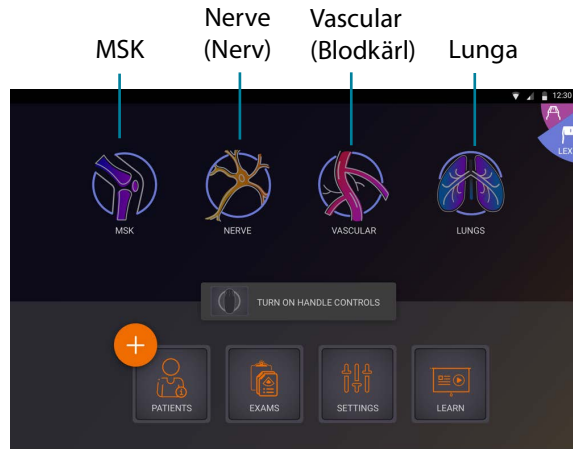 MSK
Nerve
(Nerv)
Vascular
(Blodkärl)
Lunga
12:30
LEX
MSK
NERVE
VASCULAR
LUNGS
TURN ON HANDLE CONTROLS
PATIENTS
EXAMS
SETTINGS
LEARN